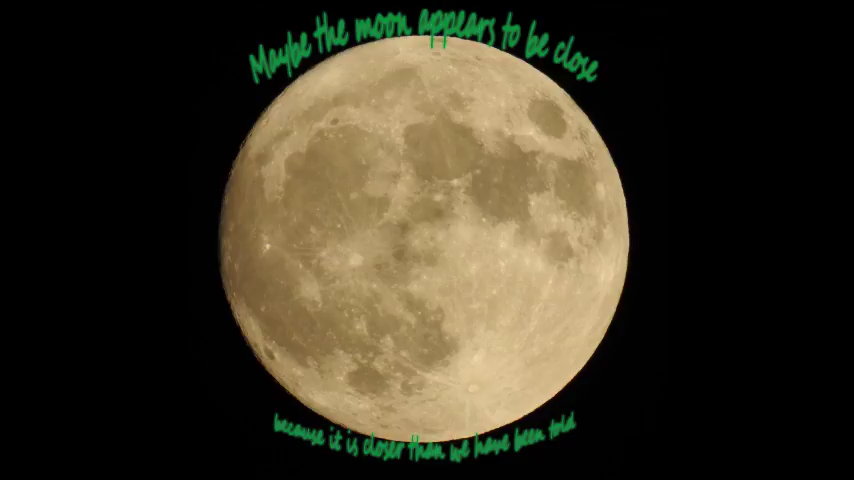 Maybe the moon appears to be close
because it is closer than we have been told